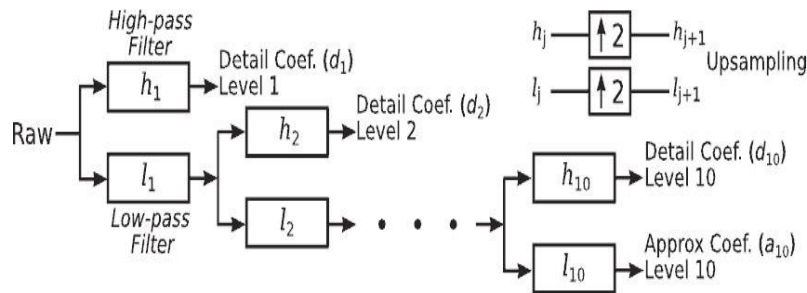 High-pass
Filter
h₁
Detail Coef. (d₁)
Level 1
hⱼ
↑2
hⱼ₊₁
Upsampling
lⱼ
↑2
lⱼ₊₁
Raw
h₂
Detail Coef. (d₂)
Level 2
l₁
Low-pass
Filter
l₂
• • •
h₁₀
Detail Coef. (d₁₀)
Level 10
l₁₀
Approx Coef. (a₁₀)
Level 10